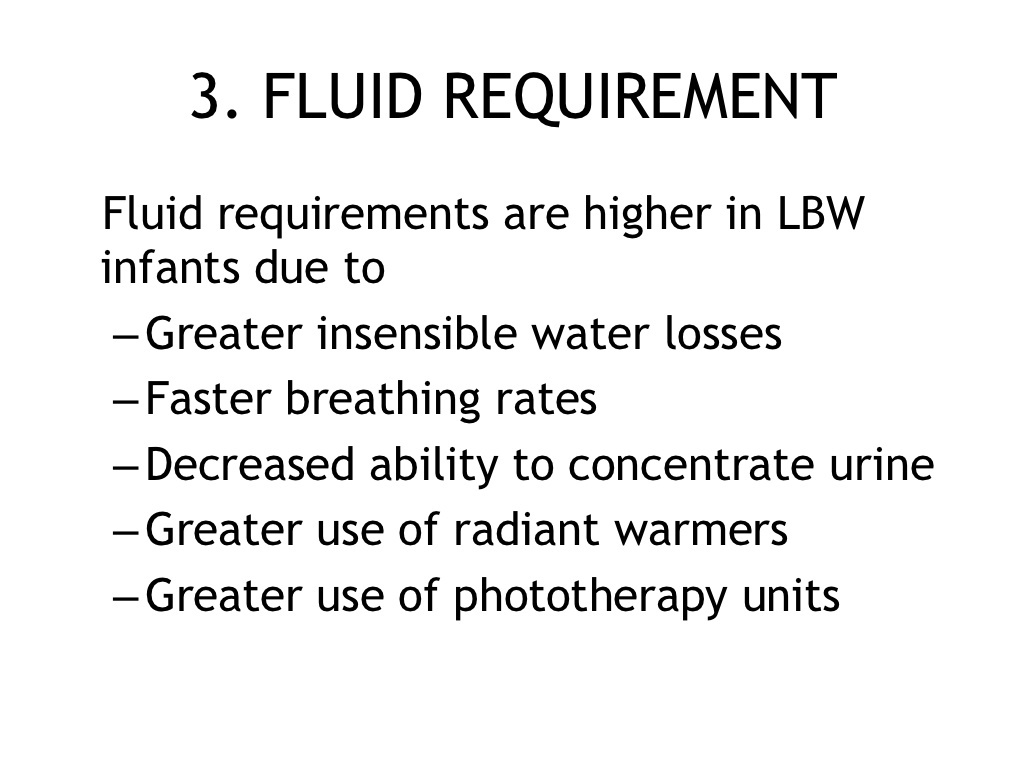 3. FLUID REQUIREMENT
Fluid requirements are higher in LBW
infants due to
–Greater insensible water losses
–Faster breathing rates
–Decreased ability to concentrate urine
–Greater use of radiant warmers
–Greater use of phototherapy units